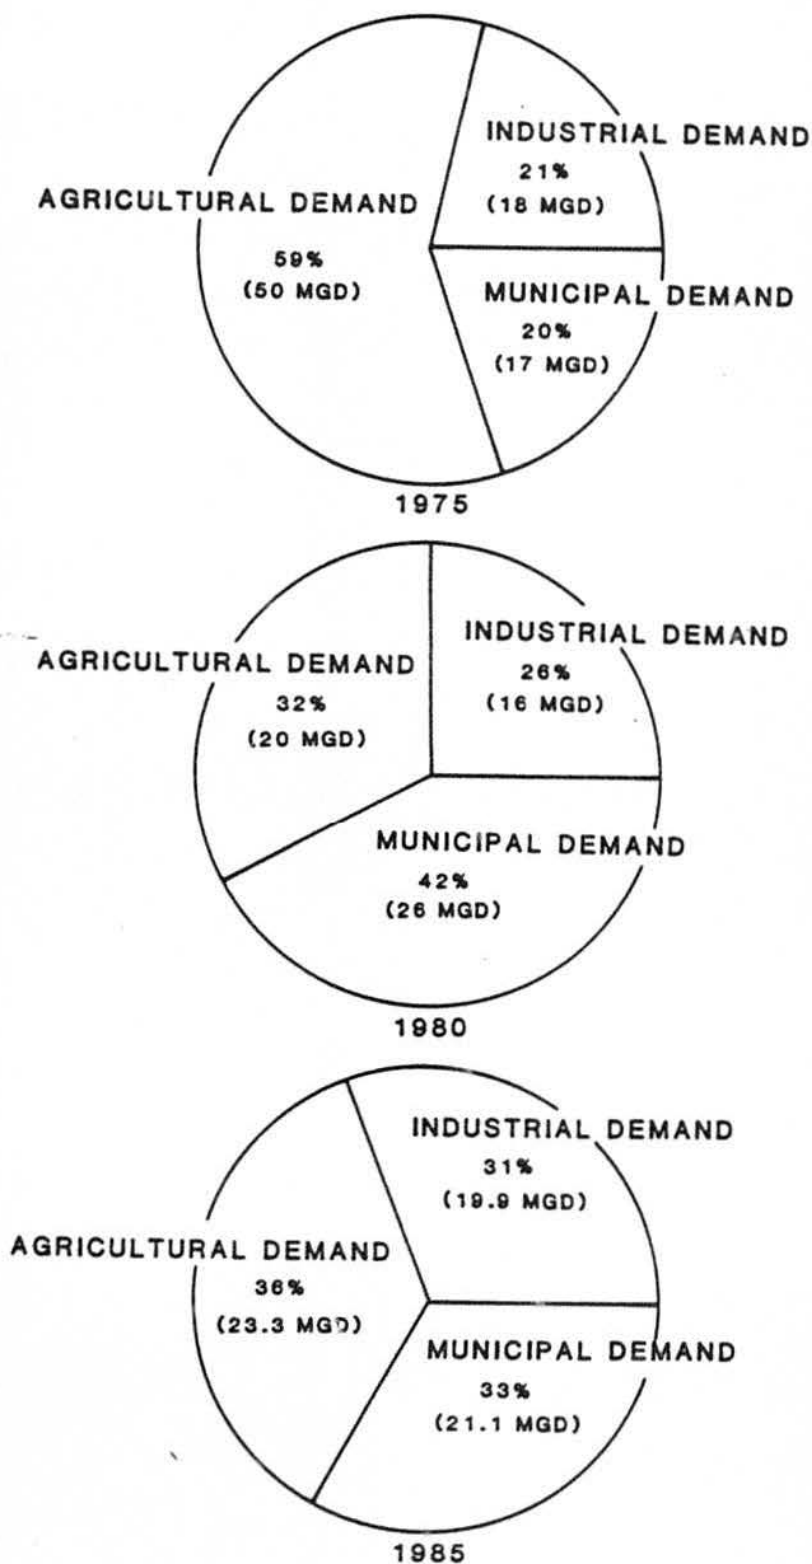 INDUSTRIAL DEMAND
21%
(18 MGD)
AGRICULTURAL DEMAND
59%
(50 MGD)
MUNICIPAL DEMAND
20%
(17 MGD)
1975
INDUSTRIAL DEMAND
26%
(16 MGD)
AGRICULTURAL DEMAND
32%
(20 MGD)
MUNICIPAL DEMAND
42%
(26 MGD)
1980
INDUSTRIAL DEMAND
31%
(19.9 MGD)
AGRICULTURAL DEMAND
36%
(23.3 MGD)
MUNICIPAL DEMAND
33%
(21.1 MGD)
1985